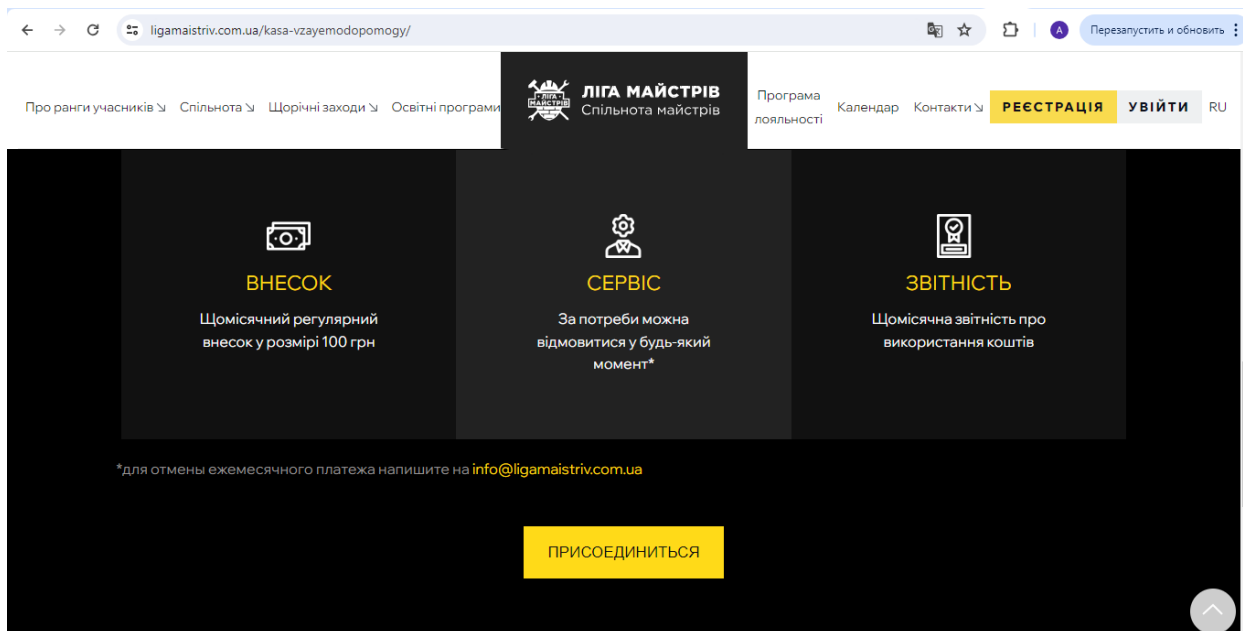 ligamaistriv.com.ua/kasa-vzayemodopomogy/
A
Перезапустить и обновить
Про ранги учасників
Спільнота
Щорічні заходи
Освітні програми
ЛІГА МАЙСТРІВ
ЛІГА МАЙСТРІВ
Спільнота майстрів
Програма
лояльності
Календар
Контакти
РЕЄСТРАЦІЯ
УВІЙТИ
RU
ВНЕСОК
Щомісячний регулярний
внесок у розмірі 100 грн
СЕРВІС
За потреби можна
відмовитися у будь-який
момент*
ЗВІТНІСТЬ
Щомісячна звітність про
використання коштів
*для отмены ежемесячного платежа напишите на info@ligamaistriv.com.ua
ПРИСОЕДИНИТЬСЯ